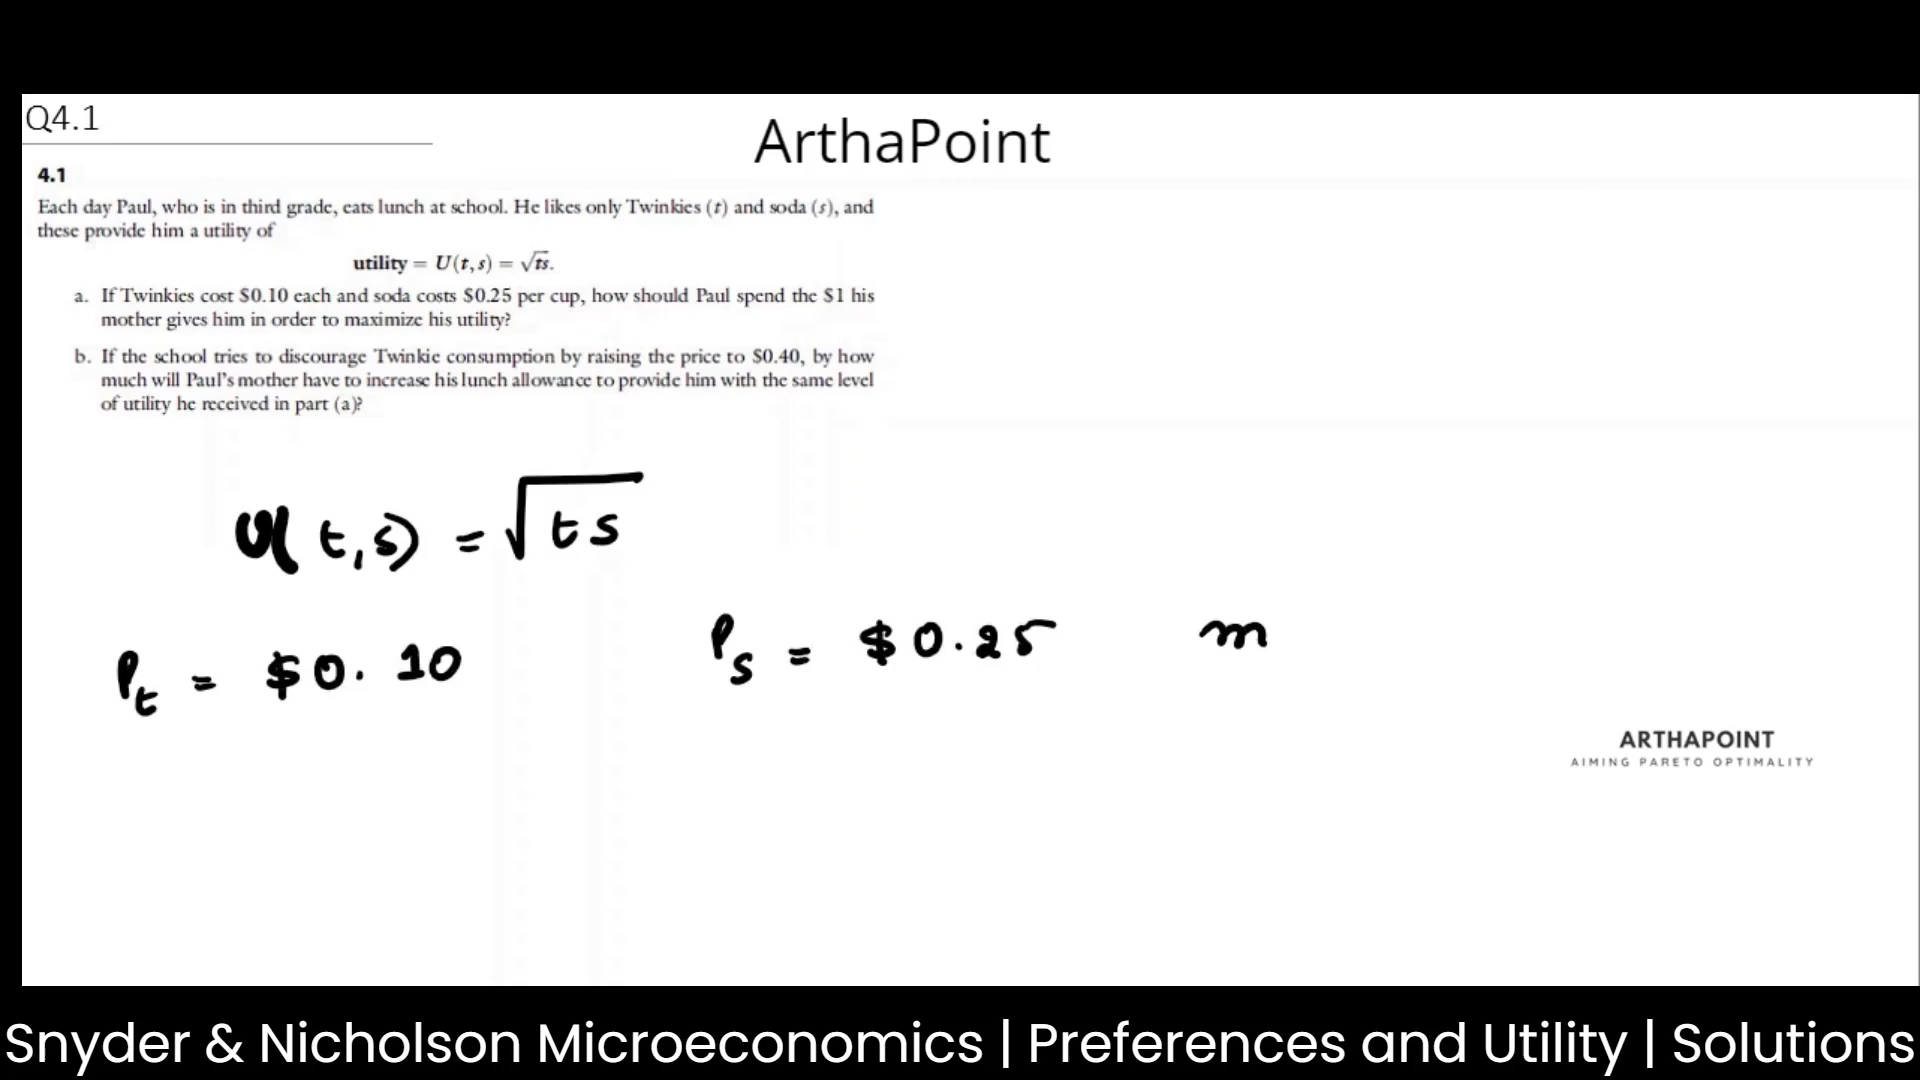 Q4.1
ArthaPoint
4.1
Each day Paul, who is in third grade, eats lunch at school. He likes only Twinkies (t) and soda (s), and
these provide him a utility of
utility = U(t, s) = √ts.
a. If Twinkies cost $0.10 each and soda costs $0.25 per cup, how should Paul spend the $1 his
mother gives him in order to maximize his utility?
b. If the school tries to discourage Twinkie consumption by raising the price to $0.40, by how
much will Paul's mother have to increase his lunch allowance to provide him with the same level
of utility he received in part (a)?
U(t,s) = √ts
Pt = $0.10 Ps = $0.25 m
ARTHAPOINT
AIMING PARETO OPTIMALITY
Snyder & Nicholson Microeconomics | Preferences and Utility | Solutions